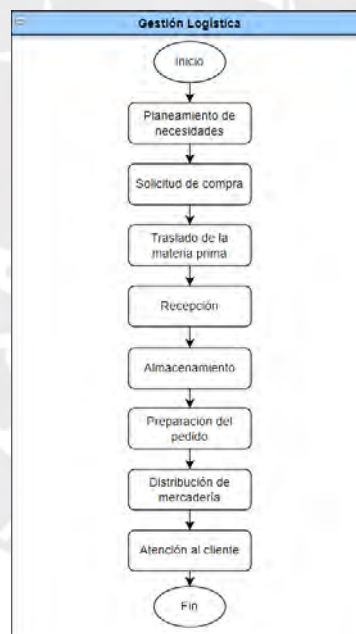 Gestión Logística
Inicio
Planeamiento de
necesidades
Solicitud de compra
Traslado de la
materia prima
Recepción
Almacenamiento
Preparación del
pedido
Distribución de
mercadería
Atención al cliente
Fin